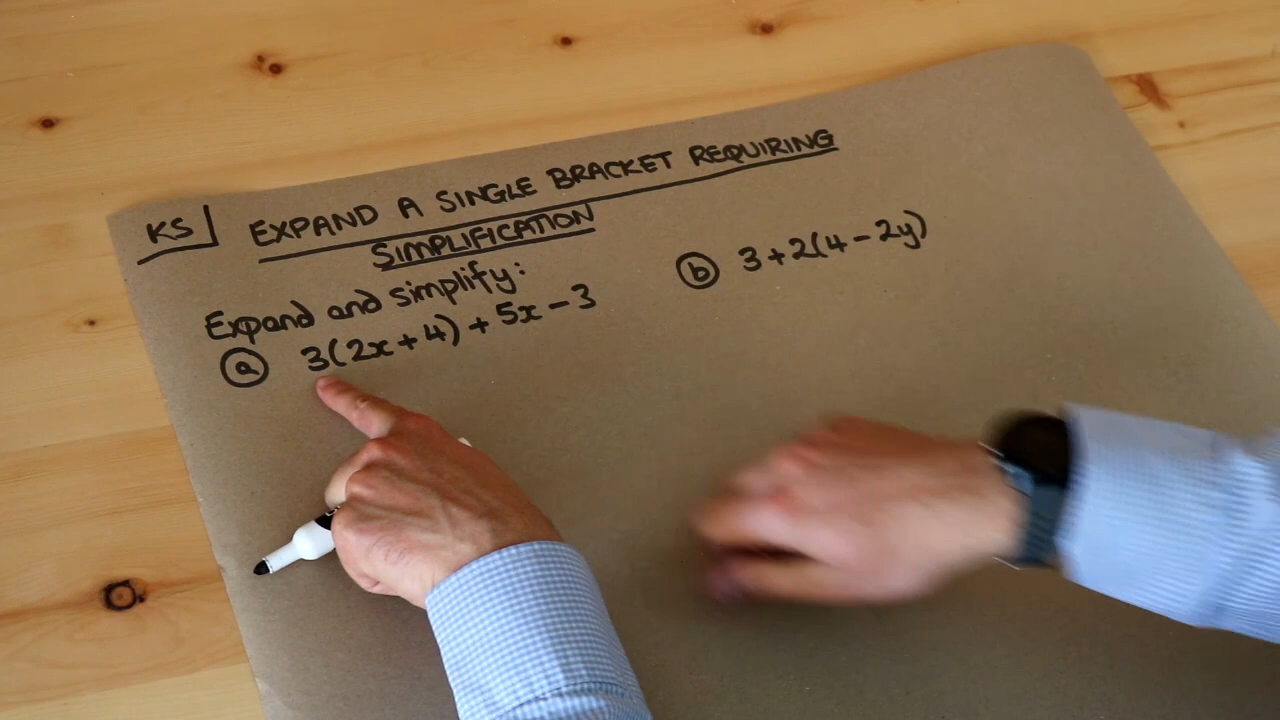 KS EXPAND A SINGLE BRACKET REQUIRING
SIMPLIFICATION
Expand and simplify:
a 3(2x + 4) + 5x - 3
b 3 + 2(4 - 2y)